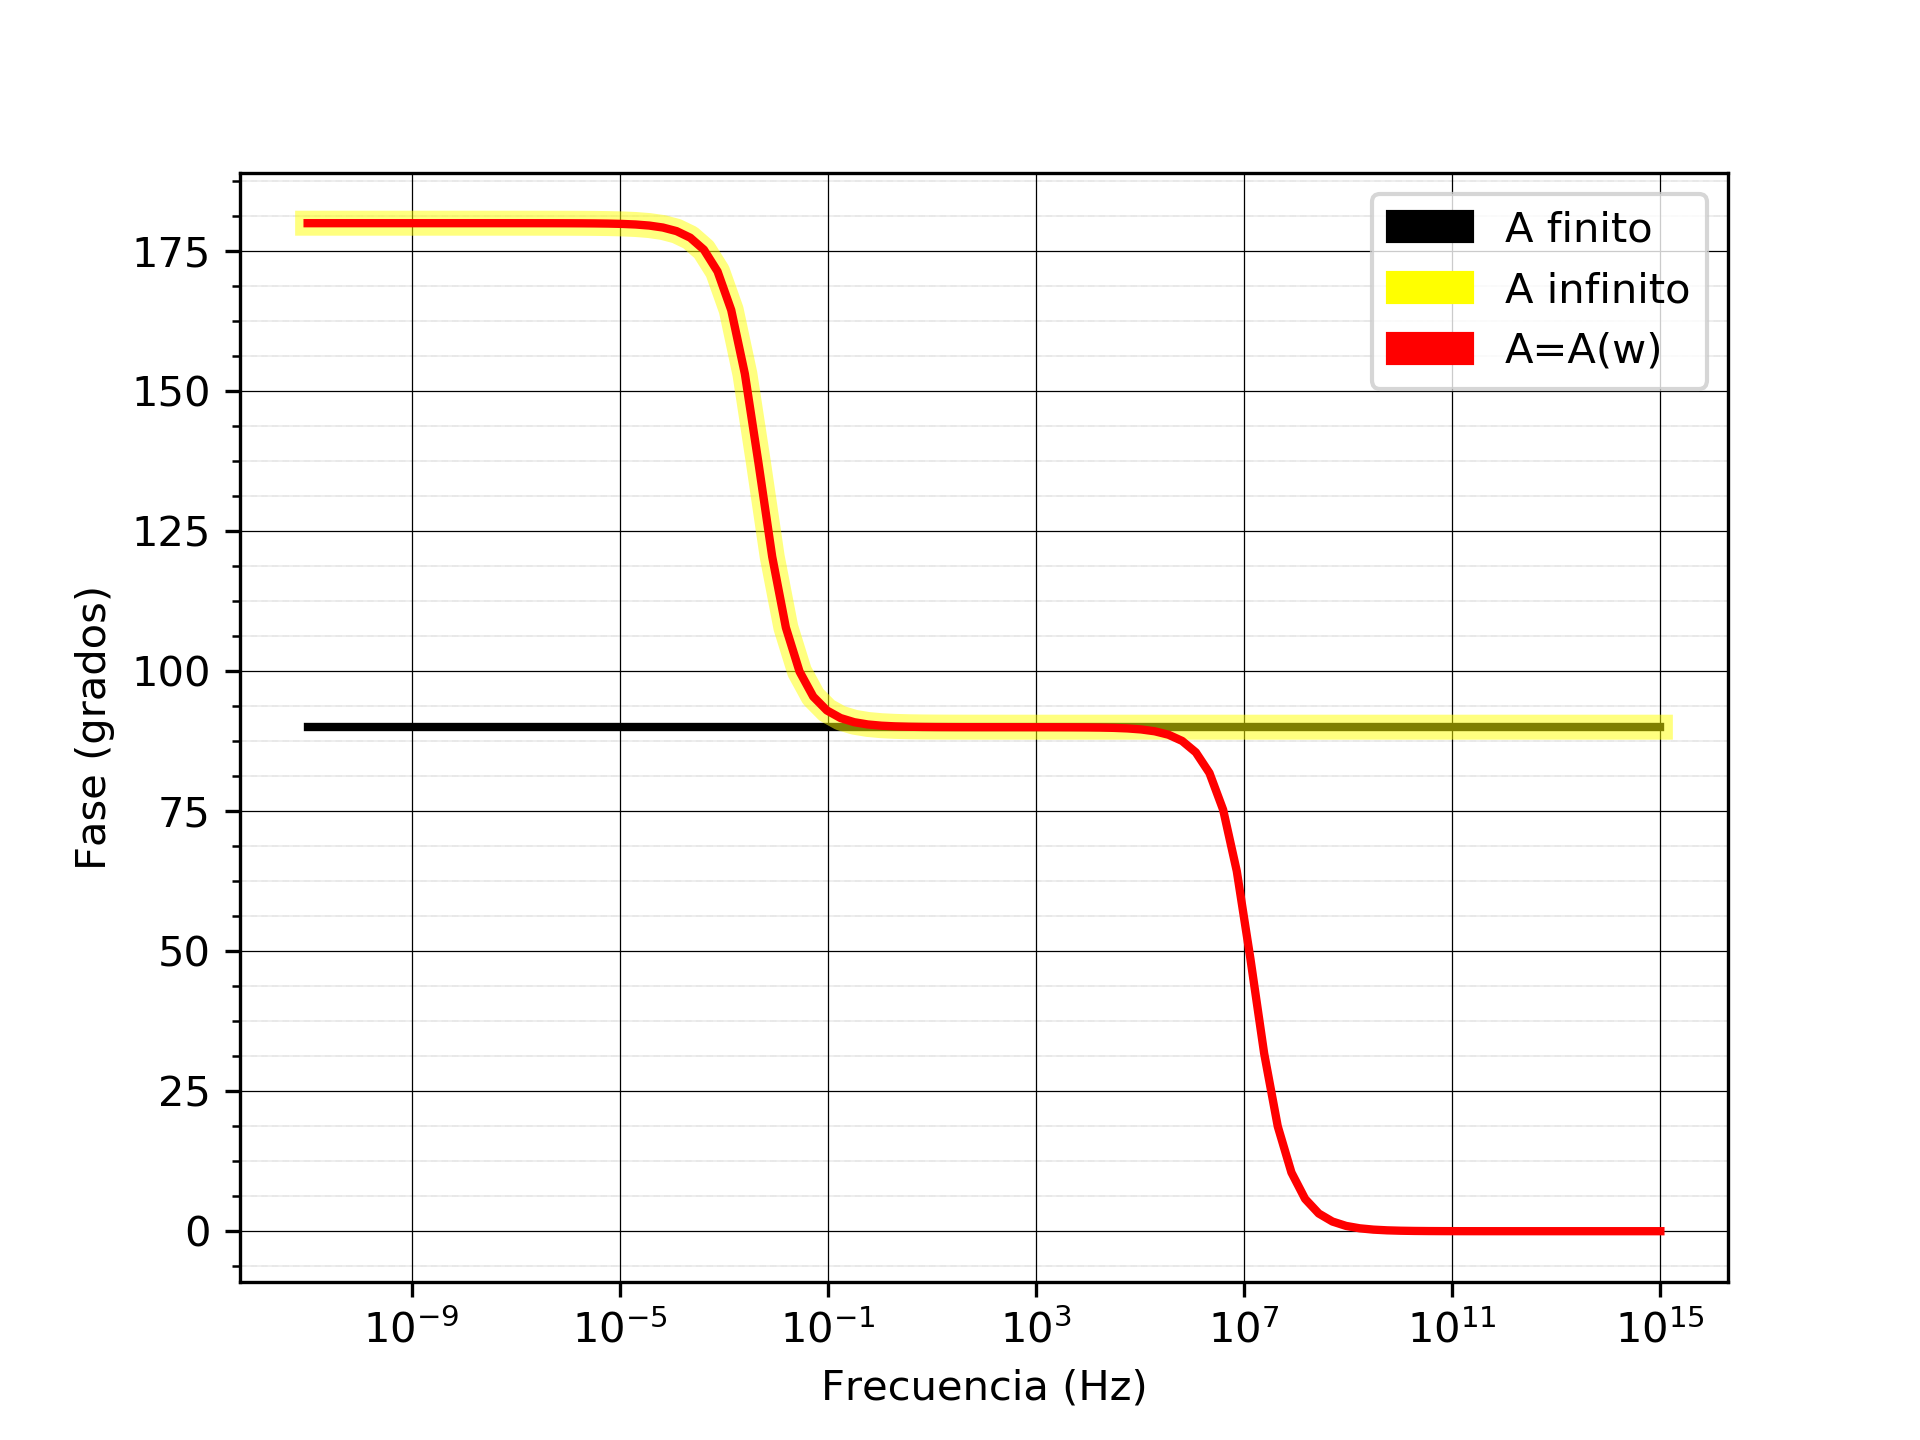 A finito
A infinito
A=A(w)
175
150
125
100
75
50
25
0
Fase (grados)
10⁻⁹ 10⁻⁵ 10⁻¹ 10³ 10⁷ 10¹¹ 10¹⁵
Frecuencia (Hz)